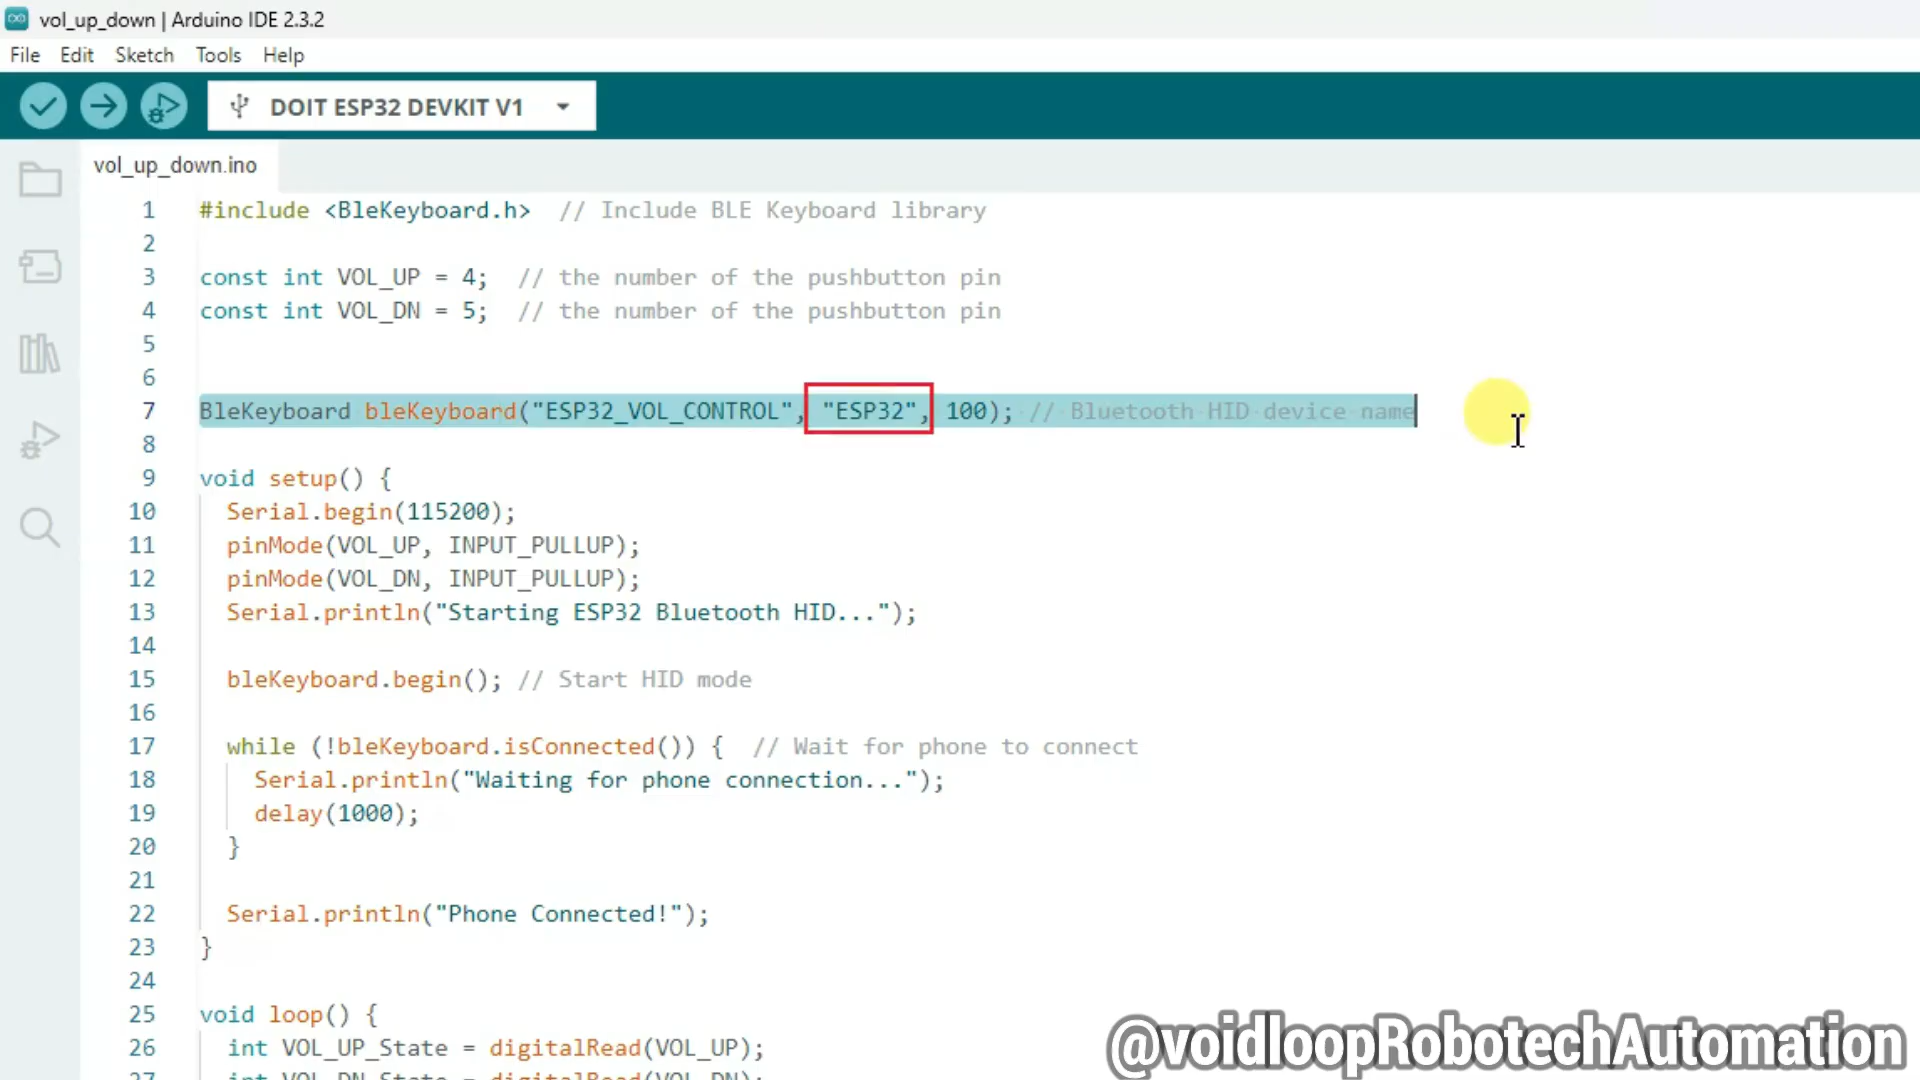 vol_up_down | Arduino IDE 2.3.2
File Edit Sketch Tools Help
DOIT ESP32 DEVKIT V1
vol_up_down.ino
1 #include <BleKeyboard.h> // Include BLE Keyboard library
2
3 const int VOL_UP = 4; // the number of the pushbutton pin
4 const int VOL_DN = 5; // the number of the pushbutton pin
5
6
7 BleKeyboard bleKeyboard("ESP32_VOL_CONTROL", "ESP32", 100); // Bluetooth HID device name
8
9 void setup() {
10 Serial.begin(115200);
11 pinMode(VOL_UP, INPUT_PULLUP);
12 pinMode(VOL_DN, INPUT_PULLUP);
13 Serial.println("Starting ESP32 Bluetooth HID...");
14
15 bleKeyboard.begin(); // Start HID mode
16
17 while (!bleKeyboard.isConnected()) { // Wait for phone to connect
18 Serial.println("Waiting for phone connection...");
19 delay(1000);
20 }
21
22 Serial.println("Phone Connected!");
23 }
24
25 void loop() {
26 int VOL_UP_State = digitalRead(VOL_UP);
27 int VOL_DN_State = digitalRead(VOL_DN);
@voidloopRobotechAutomation